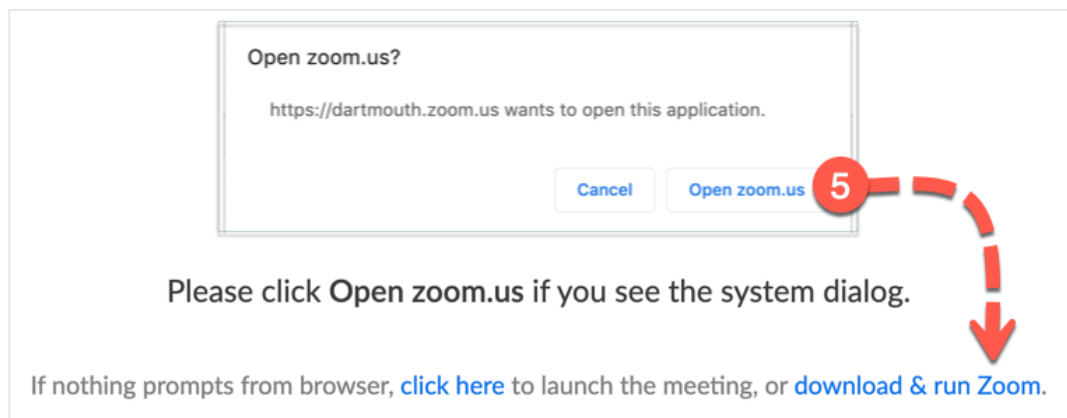 Open zoom.us?
https://dartmouth.zoom.us wants to open this application.
Cancel Open zoom.us 5
Please click Open zoom.us if you see the system dialog.
If nothing prompts from browser, click here to launch the meeting, or download & run Zoom.